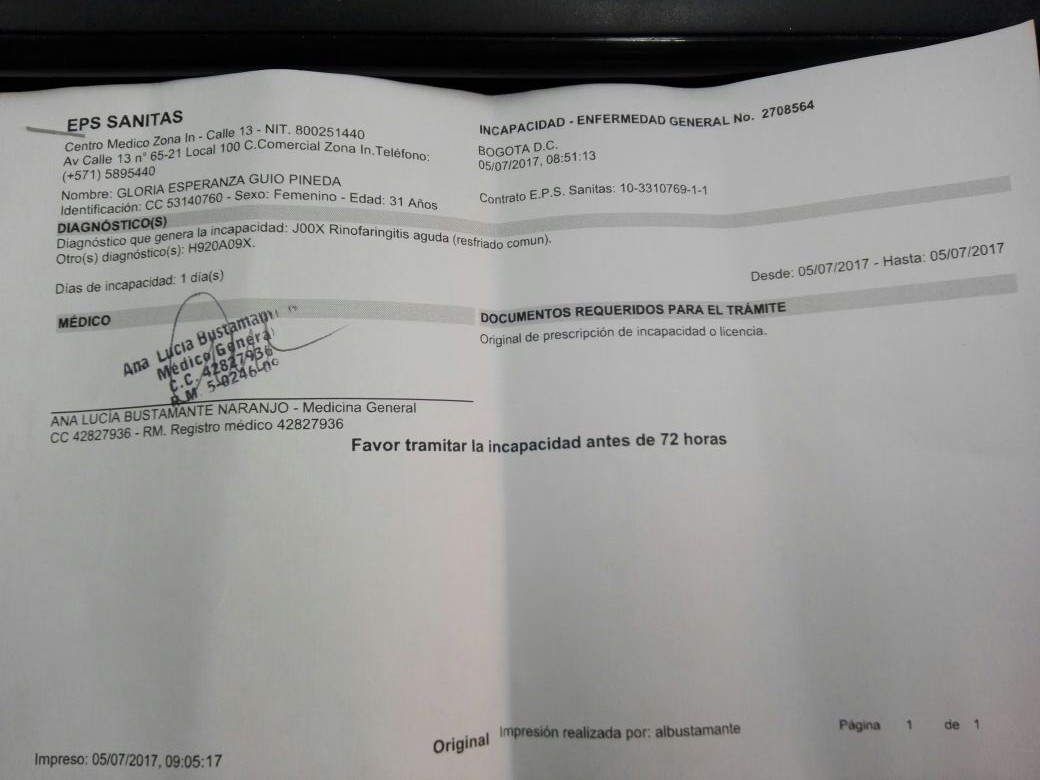 EPS SANITAS
Centro Medico Zona In - Calle 13 - NIT. 800251440
Av Calle 13 n° 65-21 Local 100 C.Comercial Zona In.Teléfono:
(+571) 5895440
Nombre: GLORIA ESPERANZA GUIO PINEDA
Identificación: CC 53140760 - Sexo: Femenino - Edad: 31 Años
INCAPACIDAD - ENFERMEDAD GENERAL No. 2708564
BOGOTA D.C.
05/07/2017, 08:51:13
Contrato E.P.S. Sanitas: 10-3310769-1-1
DIAGNÓSTICO(S)
Diagnóstico que genera la incapacidad: J00X Rinofaringitis aguda (resfriado comun).
Otro(s) diagnóstico(s): H920A09X.
Días de incapacidad: 1 día(s)
Desde: 05/07/2017 - Hasta: 05/07/2017
MÉDICO
Ana Lucia
Médico General
C.C. 42827936
R.M.
ANA LUCÍA BUSTAMANTE NARANJO - Medicina General
CC 42827936 - RM. Registro médico 42827936
DOCUMENTOS REQUERIDOS PARA EL TRÁMITE
Original de prescripción de incapacidad o licencia.
Favor tramitar la incapacidad antes de 72 horas
Impreso: 05/07/2017, 09:05:17
Original
Impresión realizada por: albustamante
Página 1 de 1